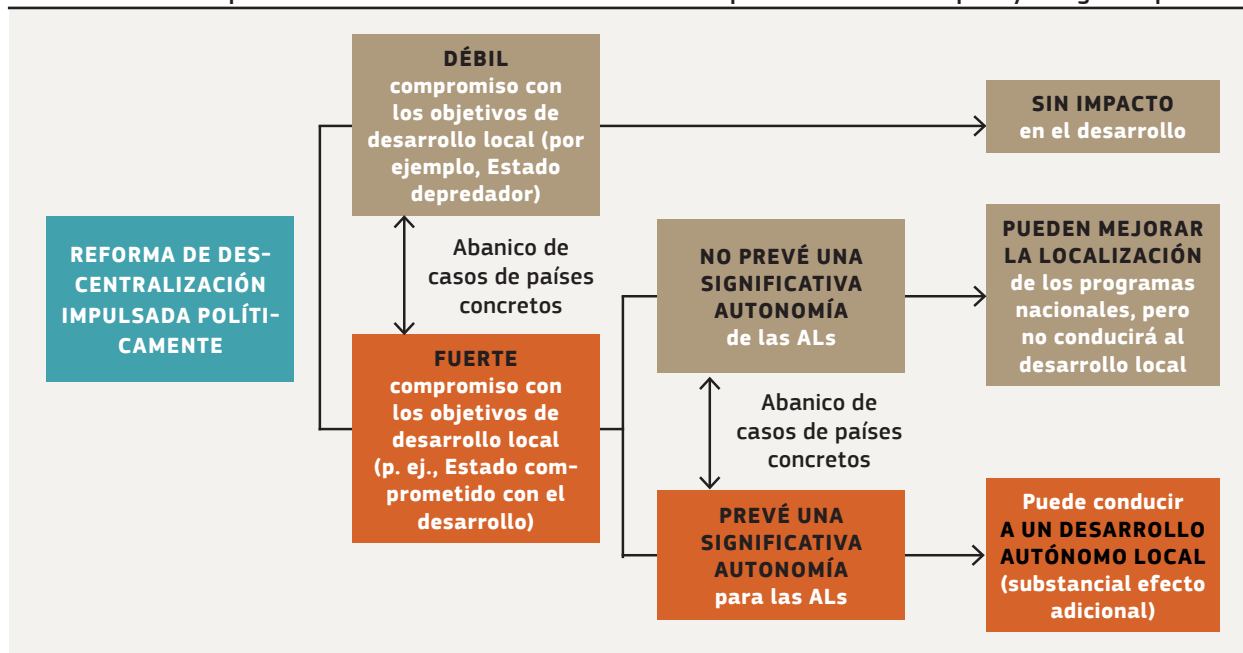 REFORMA DE DES-
CENTRALIZACIÓN
IMPULSADA POLÍTI-
CAMENTE
DÉBIL
compromiso con
los objetivos de
desarrollo local (por
ejemplo, Estado
depredador)
Abanico de
casos de países
concretos
FUERTE
compromiso con
los objetivos de
desarrollo local
(p. ej., Estado com-
prometido con el
desarrollo)
NO PREVÉ UNA
SIGNIFICATIVA
AUTONOMÍA
de las ALs
Abanico de
casos de países
concretos
PREVÉ UNA
SIGNIFICATIVA
AUTONOMÍA
para las ALs
SIN IMPACTO
en el desarrollo
PUEDEN MEJORAR
LA LOCALIZACIÓN
de los programas
nacionales, pero
no conducirá al
desarrollo local
Puede conducir
A UN DESARROLLO
AUTÓNOMO LOCAL
(substancial efecto
adicional)